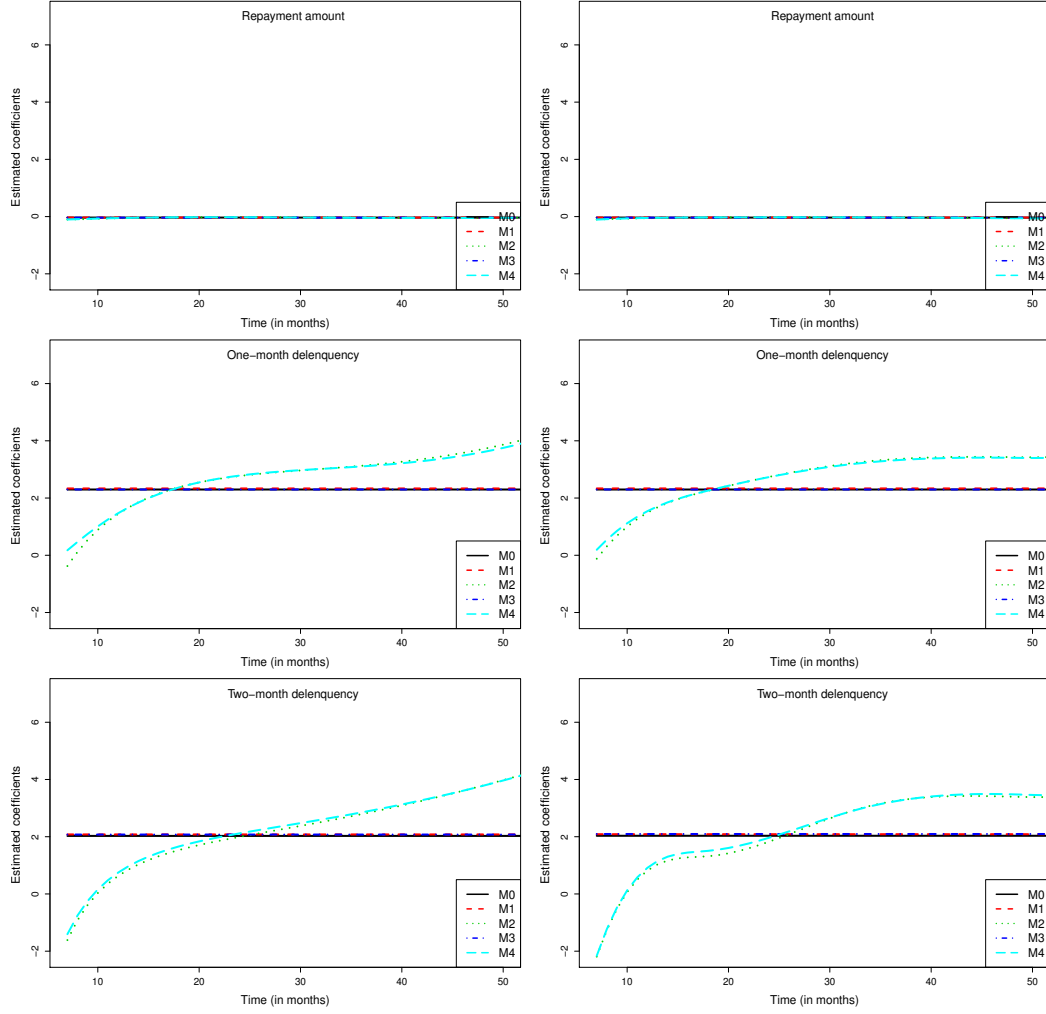 Repayment amount
Estimated coefficients
6
4
2
0
−2
M0
M1
M2
M3
M4
10 20 30 40 50
Time (in months)
Repayment amount
Estimated coefficients
6
4
2
0
−2
M0
M1
M2
M3
M4
10 20 30 40 50
Time (in months)
One−month delenquency
Estimated coefficients
6
4
2
0
−2
M0
M1
M2
M3
M4
10 20 30 40 50
Time (in months)
One−month delenquency
Estimated coefficients
6
4
2
0
−2
M0
M1
M2
M3
M4
10 20 30 40 50
Time (in months)
Two−month delenquency
Estimated coefficients
6
4
2
0
−2
M0
M1
M2
M3
M4
10 20 30 40 50
Time (in months)
Two−month delenquency
Estimated coefficients
6
4
2
0
−2
M0
M1
M2
M3
M4
10 20 30 40 50
Time (in months)